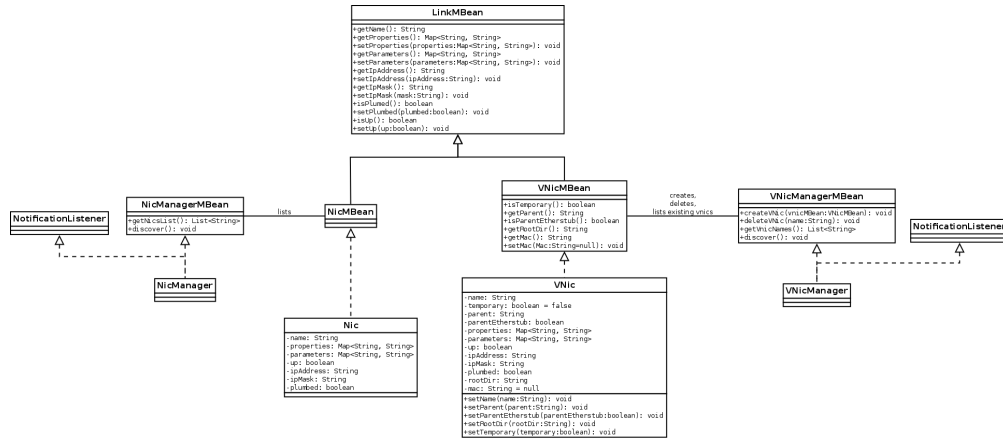 LinkMBean
+getName(): String
+getProperties(): Map<String, String>
+setProperties(properties:Map<String, String>): void
+getParameters(): Map<String, String>
+setParameters(parameters:Map<String, String>): void
+getIpAddress(): String
+setIpAddress(ipAddress:String): void
+getIpMask(): String
+setIpMask(mask:String): void
+isPlumed(): boolean
+setPlumbed(plumbed:boolean): void
+isUp(): boolean
+setUp(up:boolean): void
NotificationListener
NicManagerMBean
+getNicsList(): List<String>
+discover(): void
lists
NicMBean
VNicMBean
+isTemporary(): boolean
+getParent(): String
+isParentEtherstub(): boolean
+getRootDir(): String
+getMac(): String
+setMac(Mac:String=null): void
creates,
deletes,
lists existing vnics
VNicManagerMBean
+createVNic(vnicMBean:VNicMBean): void
+deleteVNic(name:String): void
+getVnicNames(): List<String>
+discover(): void
NotificationListener
NicManager
Nic
-name: String
-properties: Map<String, String>
-parameters: Map<String, String>
-up: boolean
-ipAddress: String
-ipMask: String
-plumbed: boolean
VNic
-name: String
-temporary: boolean = false
-parent: String
-parentEtherstub: boolean
-properties: Map<String, String>
-parameters: Map<String, String>
-up: boolean
-ipAddress: String
-ipMask: String
-plumbed: boolean
-rootDir: String
-mac: String = null
+setName(name:String): void
+setParent(parent:String): void
+setParentEtherstub(parentEtherstub:boolean): void
+setRootDir(rootDir:String): void
+setTemporary(temporary:boolean): void
VNicManager